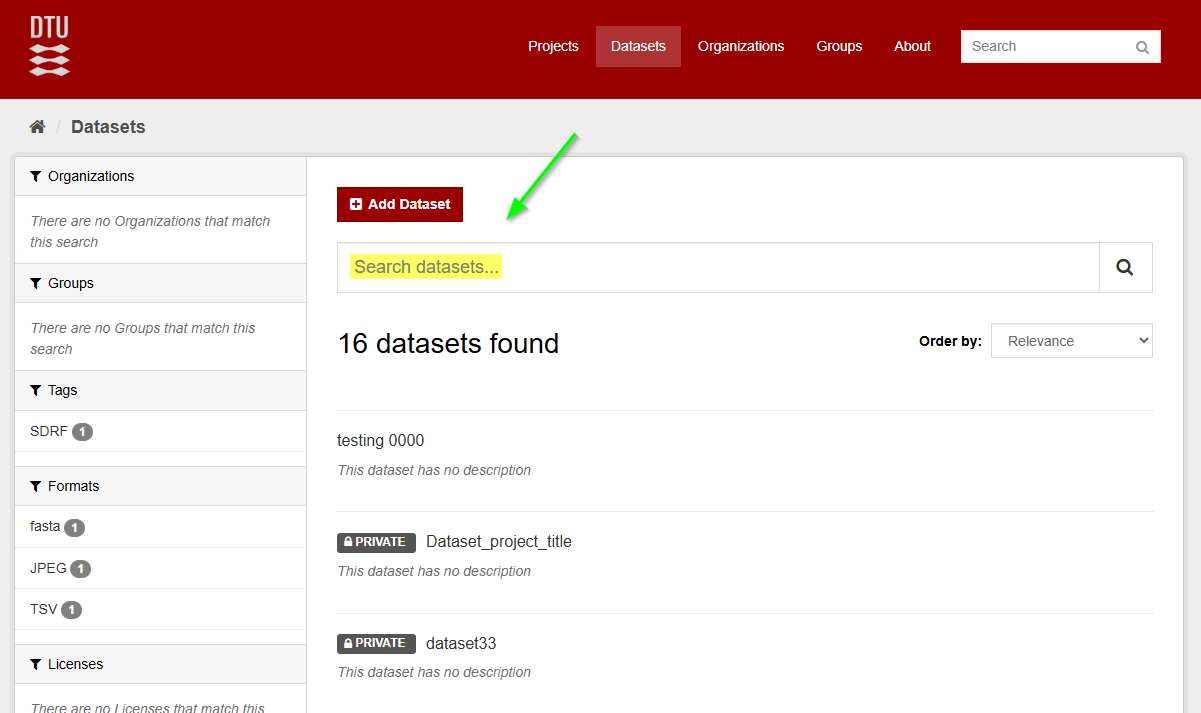 DTU
Projects
Datasets
Organizations
Groups
About
Search
/ Datasets
Organizations
There are no Organizations that match
this search
Groups
There are no Groups that match this
search
Tags
SDRF 1
Formats
fasta 1
JPEG 1
TSV 1
Licenses
There are no Licenses that match this
Add Dataset
Search datasets...
16 datasets found
Order by: Relevance
testing 0000
This dataset has no description
PRIVATE Dataset_project_title
This dataset has no description
PRIVATE dataset33
This dataset has no description